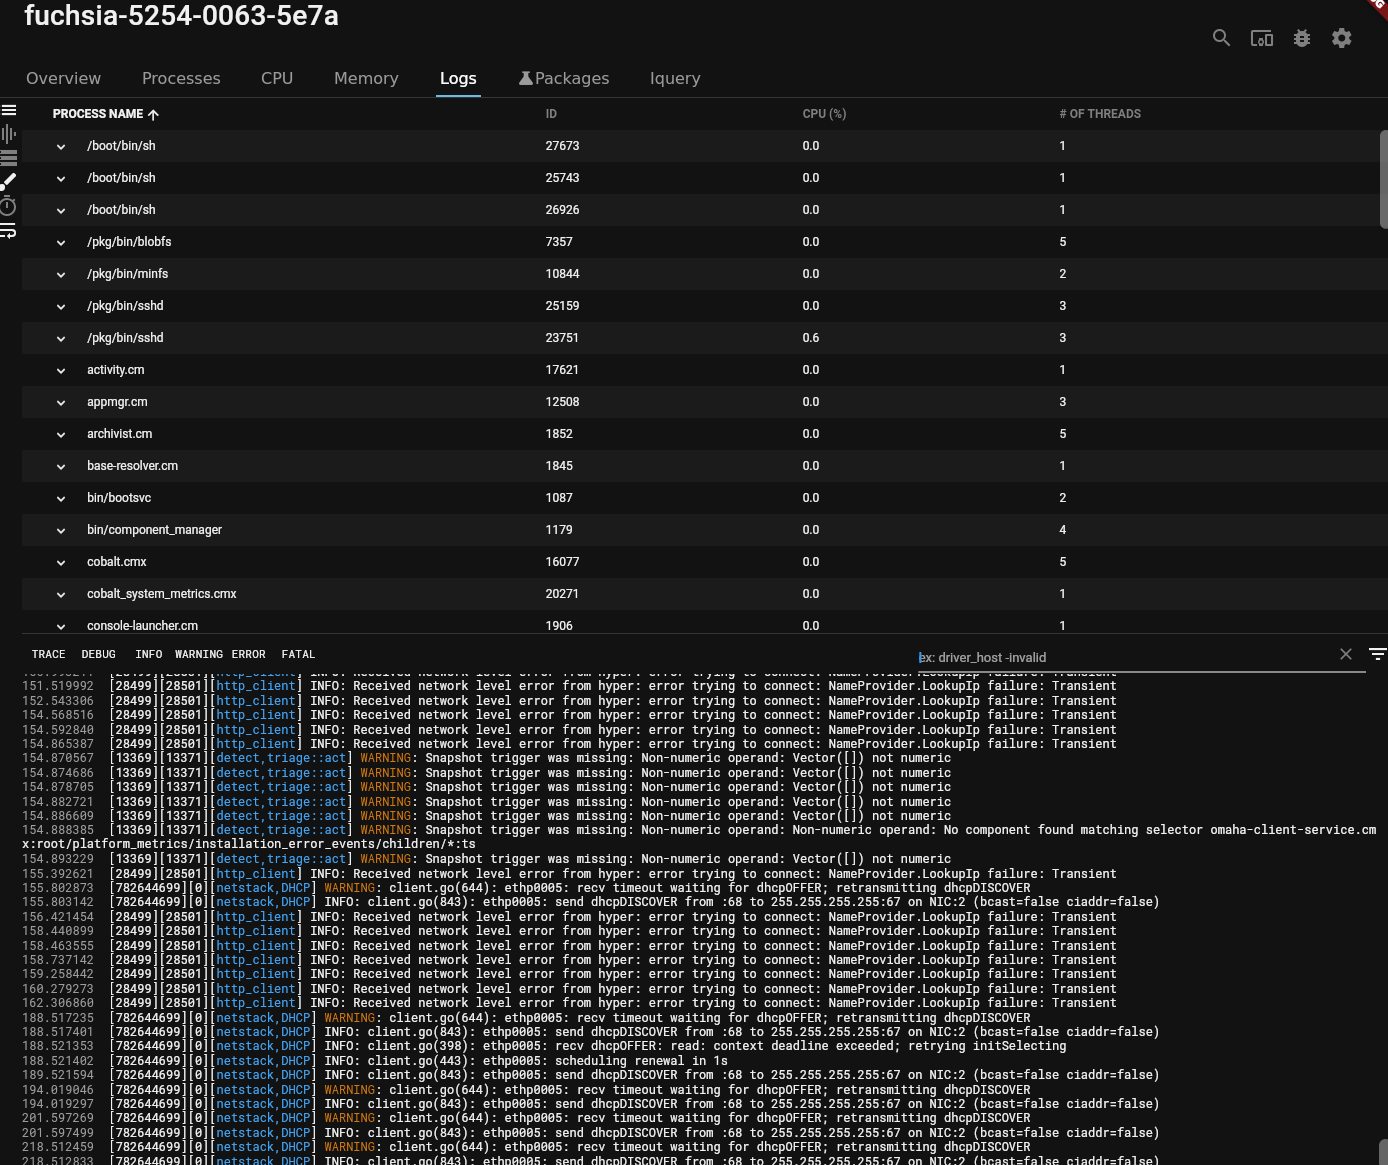 fuchsia-5254-0063-5e7a
Overview Processes CPU Memory Logs Packages Iquery
PROCESS NAME ID CPU (%) # OF THREADS
/boot/bin/sh 27673 0.0 1
/boot/bin/sh 25743 0.0 1
/boot/bin/sh 26926 0.0 1
/pkg/bin/blobfs 7357 0.0 5
/pkg/bin/minfs 10844 0.0 2
/pkg/bin/sshd 25159 0.0 3
/pkg/bin/sshd 23751 0.6 3
activity.cm 17621 0.0 1
appmgr.cm 12508 0.0 3
archivist.cm 1852 0.0 5
base-resolver.cm 1845 0.0 1
bin/bootsvc 1087 0.0 2
bin/component_manager 1179 0.0 4
cobalt.cmx 16077 0.0 5
cobalt_system_metrics.cmx 20271 0.0 1
console-launcher.cm 1906 0.0 1
TRACE DEBUG INFO WARNING ERROR FATAL ex: driver_host -invalid
151.519992 [28499][28501][http_client] INFO: Received network level error from hyper: error trying to connect: NameProvider.LookupIp failure: Transient
152.543306 [28499][28501][http_client] INFO: Received network level error from hyper: error trying to connect: NameProvider.LookupIp failure: Transient
154.568516 [28499][28501][http_client] INFO: Received network level error from hyper: error trying to connect: NameProvider.LookupIp failure: Transient
154.592840 [28499][28501][http_client] INFO: Received network level error from hyper: error trying to connect: NameProvider.LookupIp failure: Transient
154.865387 [28499][28501][http_client] INFO: Received network level error from hyper: error trying to connect: NameProvider.LookupIp failure: Transient
154.870567 [13369][13371][detect,triage::act] WARNING: Snapshot trigger was missing: Non-numeric operand: Vector([]) not numeric
154.874686 [13369][13371][detect,triage::act] WARNING: Snapshot trigger was missing: Non-numeric operand: Vector([]) not numeric
154.878705 [13369][13371][detect,triage::act] WARNING: Snapshot trigger was missing: Non-numeric operand: Vector([]) not numeric
154.882721 [13369][13371][detect,triage::act] WARNING: Snapshot trigger was missing: Non-numeric operand: Vector([]) not numeric
154.886609 [13369][13371][detect,triage::act] WARNING: Snapshot trigger was missing: Non-numeric operand: Vector([]) not numeric
154.888385 [13369][13371][detect,triage::act] WARNING: Snapshot trigger was missing: Non-numeric operand: Non-numeric operand: No component found matching selector omaha-client-service.cm
x:root/platform_metrics/installation_error_events/children/*:ts
154.893229 [13369][13371][detect,triage::act] WARNING: Snapshot trigger was missing: Non-numeric operand: Vector([]) not numeric
155.392621 [28499][28501][http_client] INFO: Received network level error from hyper: error trying to connect: NameProvider.LookupIp failure: Transient
155.802873 [782644699][0][netstack,DHCP] WARNING: client.go(644): ethp0005: recv timeout waiting for dhcpOFFER; retransmitting dhcpDISCOVER
155.803142 [782644699][0][netstack,DHCP] INFO: client.go(843): ethp0005: send dhcpDISCOVER from :68 to 255.255.255.255:67 on NIC:2 (bcast=false ciaddr=false)
156.421454 [28499][28501][http_client] INFO: Received network level error from hyper: error trying to connect: NameProvider.LookupIp failure: Transient
158.440899 [28499][28501][http_client] INFO: Received network level error from hyper: error trying to connect: NameProvider.LookupIp failure: Transient
158.463555 [28499][28501][http_client] INFO: Received network level error from hyper: error trying to connect: NameProvider.LookupIp failure: Transient
158.737142 [28499][28501][http_client] INFO: Received network level error from hyper: error trying to connect: NameProvider.LookupIp failure: Transient
159.258442 [28499][28501][http_client] INFO: Received network level error from hyper: error trying to connect: NameProvider.LookupIp failure: Transient
160.279273 [28499][28501][http_client] INFO: Received network level error from hyper: error trying to connect: NameProvider.LookupIp failure: Transient
162.306860 [28499][28501][http_client] INFO: Received network level error from hyper: error trying to connect: NameProvider.LookupIp failure: Transient
188.517235 [782644699][0][netstack,DHCP] WARNING: client.go(644): ethp0005: recv timeout waiting for dhcpOFFER; retransmitting dhcpDISCOVER
188.517401 [782644699][0][netstack,DHCP] INFO: client.go(843): ethp0005: send dhcpDISCOVER from :68 to 255.255.255.255:67 on NIC:2 (bcast=false ciaddr=false)
188.521353 [782644699][0][netstack,DHCP] INFO: client.go(398): ethp0005: recv dhcpOFFER: read: context deadline exceeded; retrying initSelecting
188.521402 [782644699][0][netstack,DHCP] INFO: client.go(443): ethp0005: scheduling renewal in 1s
189.521594 [782644699][0][netstack,DHCP] INFO: client.go(843): ethp0005: send dhcpDISCOVER from :68 to 255.255.255.255:67 on NIC:2 (bcast=false ciaddr=false)
194.019046 [782644699][0][netstack,DHCP] WARNING: client.go(644): ethp0005: recv timeout waiting for dhcpOFFER; retransmitting dhcpDISCOVER
194.019297 [782644699][0][netstack,DHCP] INFO: client.go(843): ethp0005: send dhcpDISCOVER from :68 to 255.255.255.255:67 on NIC:2 (bcast=false ciaddr=false)
201.597269 [782644699][0][netstack,DHCP] WARNING: client.go(644): ethp0005: recv timeout waiting for dhcpOFFER; retransmitting dhcpDISCOVER
201.597499 [782644699][0][netstack,DHCP] INFO: client.go(843): ethp0005: send dhcpDISCOVER from :68 to 255.255.255.255:67 on NIC:2 (bcast=false ciaddr=false)
218.512459 [782644699][0][netstack,DHCP] WARNING: client.go(644): ethp0005: recv timeout waiting for dhcpOFFER; retransmitting dhcpDISCOVER
218.512833 [782644699][0][netstack,DHCP] INFO: client.go(843): ethp0005: send dhcpDISCOVER from :68 to 255.255.255.255:67 on NIC:2 (bcast=false ciaddr=false)